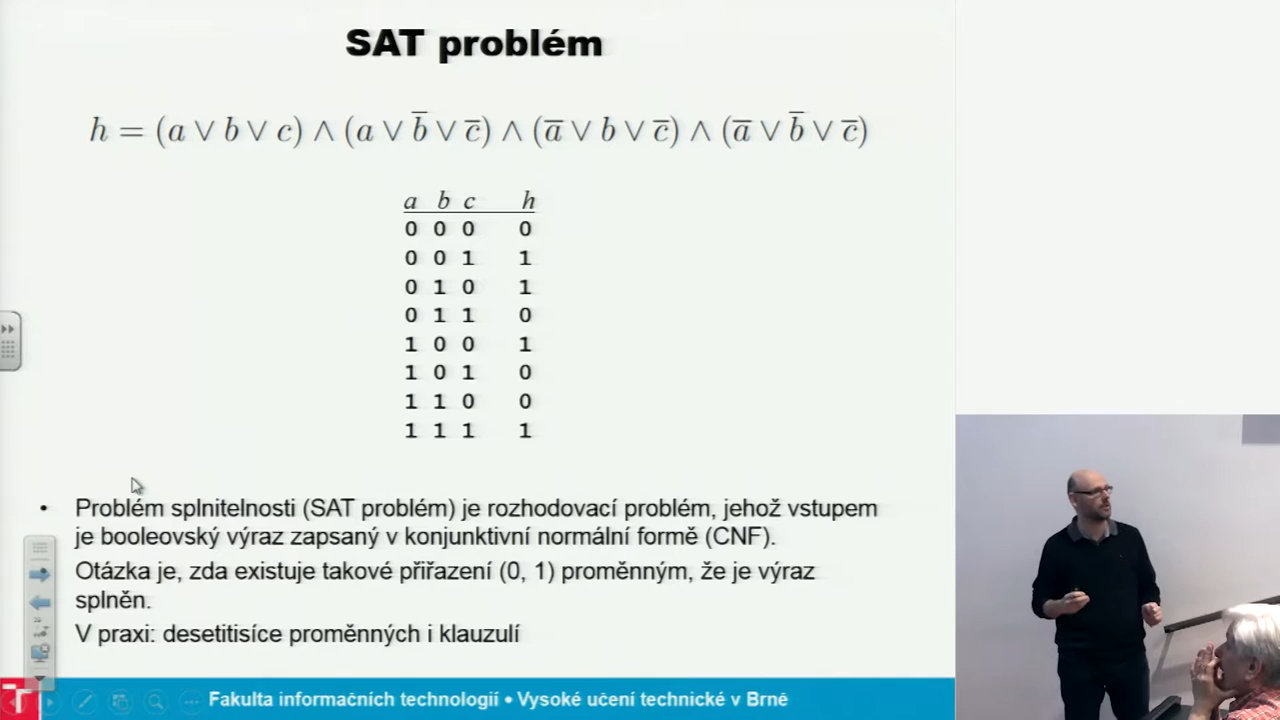 SAT problém
h = (a ∨ b ∨ c) ∧ (a ∨ b̅ ∨ c̅) ∧ (a̅ ∨ b ∨ c̅) ∧ (a̅ ∨ b̅ ∨ c̅)
a b c h
0 0 0 0
0 0 1 1
0 1 0 1
0 1 1 0
1 0 0 1
1 0 1 0
1 1 0 0
1 1 1 1
• Problém splnitelnosti (SAT problém) je rozhodovací problém, jehož vstupem
je booleovský výraz zapsaný v konjunktivní normální formě (CNF).
Otázka je, zda existuje takové přiřazení (0, 1) proměnným, že je výraz
splněn.
V praxi: desetitisíce proměnných i klauzulí
Fakulta informačních technologií • Vysoké učení technické v Brně